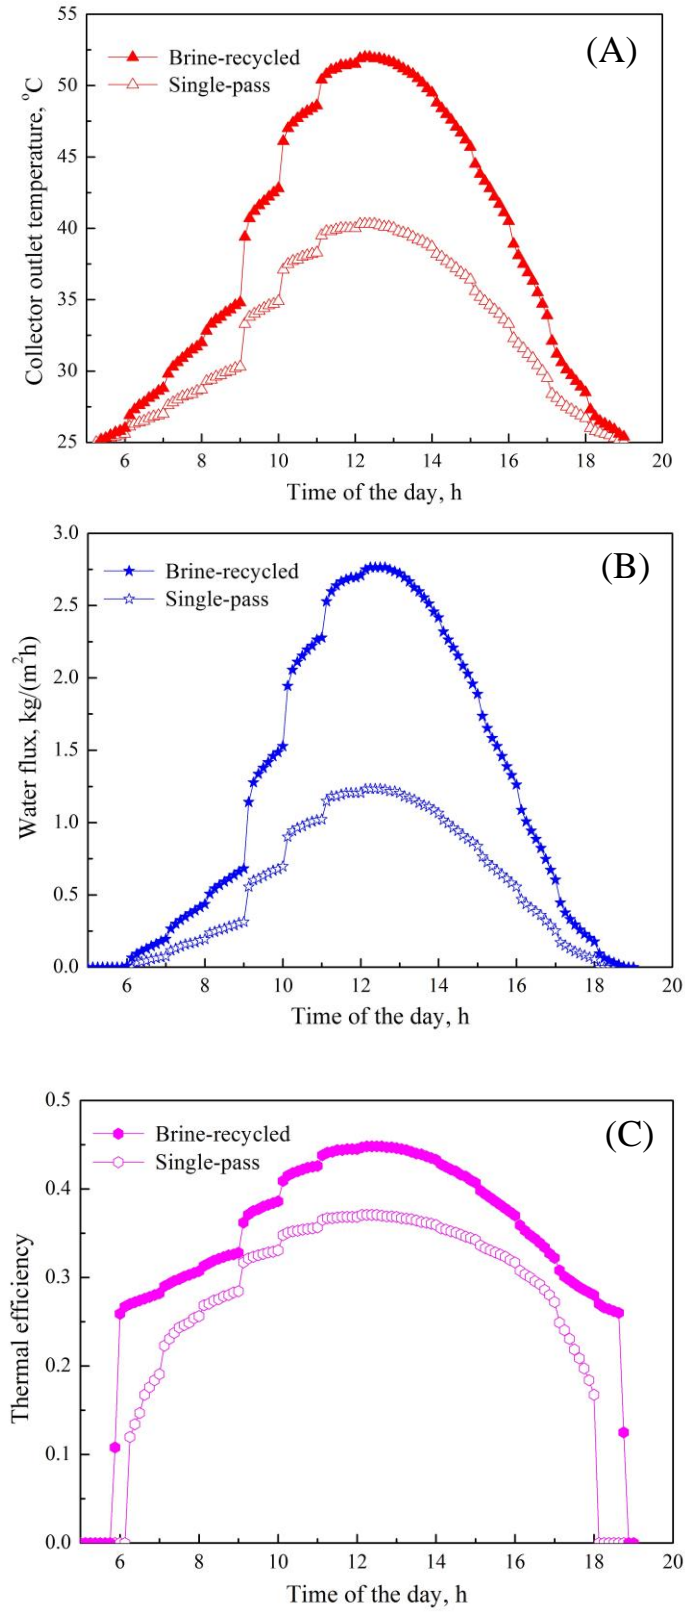 55
(A)
Brine-recycled
50
Single-pass
45
40
35
30
25
Collector outlet temperature, °C
6 8 10 12 14 16 18 20
Time of the day, h
3.0
(B)
Brine-recycled
2.5
Single-pass
2.0
1.5
1.0
0.5
0.0
Water flux, kg/(m²h)
6 8 10 12 14 16 18 20
Time of the day, h
0.5
(C)
Brine-recycled
Single-pass
0.4
0.3
0.2
0.1
0.0
Thermal efficiency
6 8 10 12 14 16 18 20
Time of the day, h